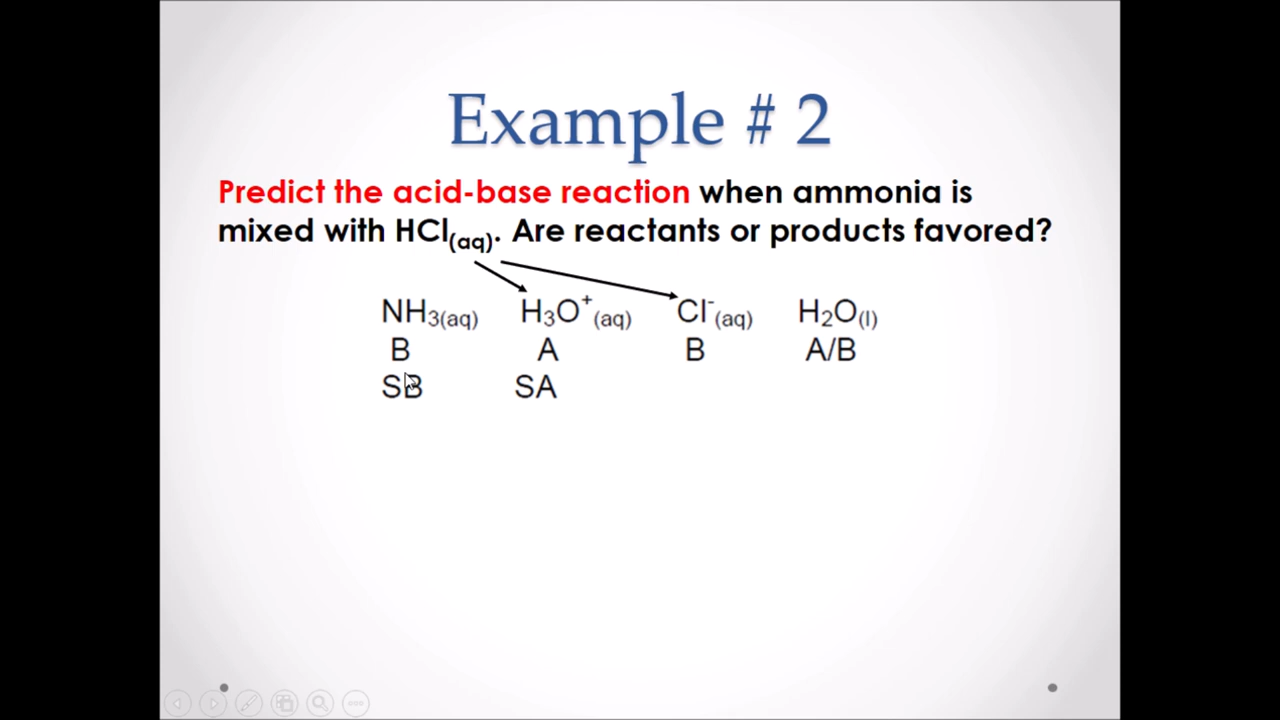 Example # 2
Predict the acid-base reaction when ammonia is
mixed with HCl(aq). Are reactants or products favored?
NH₃(aq) H₃O⁺(aq) Cl⁻(aq) H₂O(l)
B A B A/B
SB SA